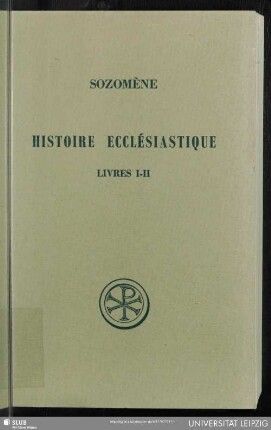 SOZOMÈNE
HISTOIRE ECCLÉSIASTIQUE
LIVRES I-II
SLUB
UNIVERSITÄT LEIPZIG